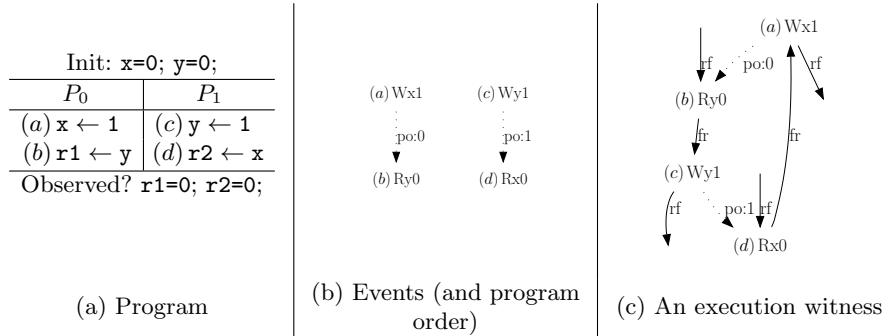 Init: x=0; y=0;
P0 P1
(a) x ← 1 (c) y ← 1
(b) r1 ← y (d) r2 ← x
Observed? r1=0; r2=0;
(a) Program
(a) Wx1 (c) Wy1
po:0 po:1
(b) Ry0 (d) Rx0
(b) Events (and program
order)
(a) Wx1
rf po:0 rf
(b) Ry0
fr fr
(c) Wy1
rf po:1 rf
(d) Rx0
(c) An execution witness